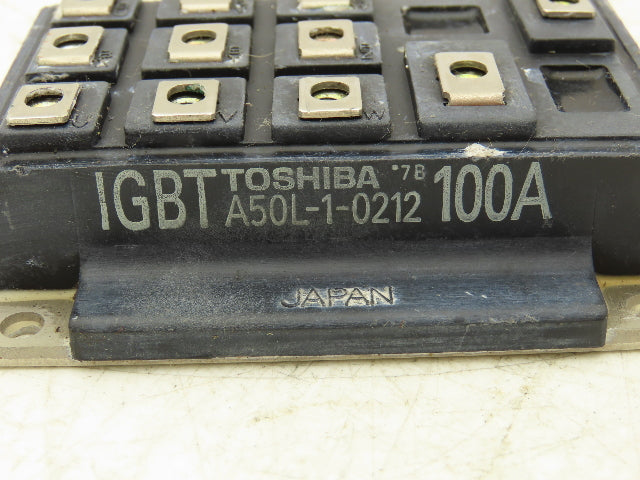 U V W
IGBT TOSHIBA '7B 100A
A50L-1-0212
JAPAN